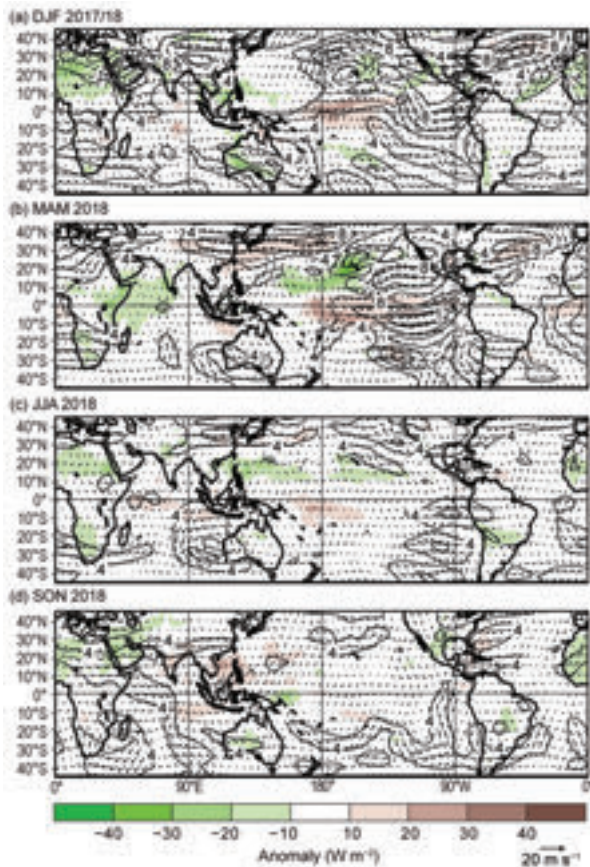 (a) DJF 2017/18
40°N
30°N
20°N
10°N
0°
10°S
20°S
30°S
40°S
(b) MAM 2018
40°N
30°N
20°N
10°N
0°
10°S
20°S
30°S
40°S
(c) JJA 2018
40°N
30°N
20°N
10°N
0°
10°S
20°S
30°S
40°S
(d) SON 2018
40°N
30°N
20°N
10°N
0°
10°S
20°S
30°S
40°S
0° 90°E 180° 90°W 0°
−40 −30 −20 −10 10 20 30 40
Anomaly (W m⁻²)
20 m s⁻¹